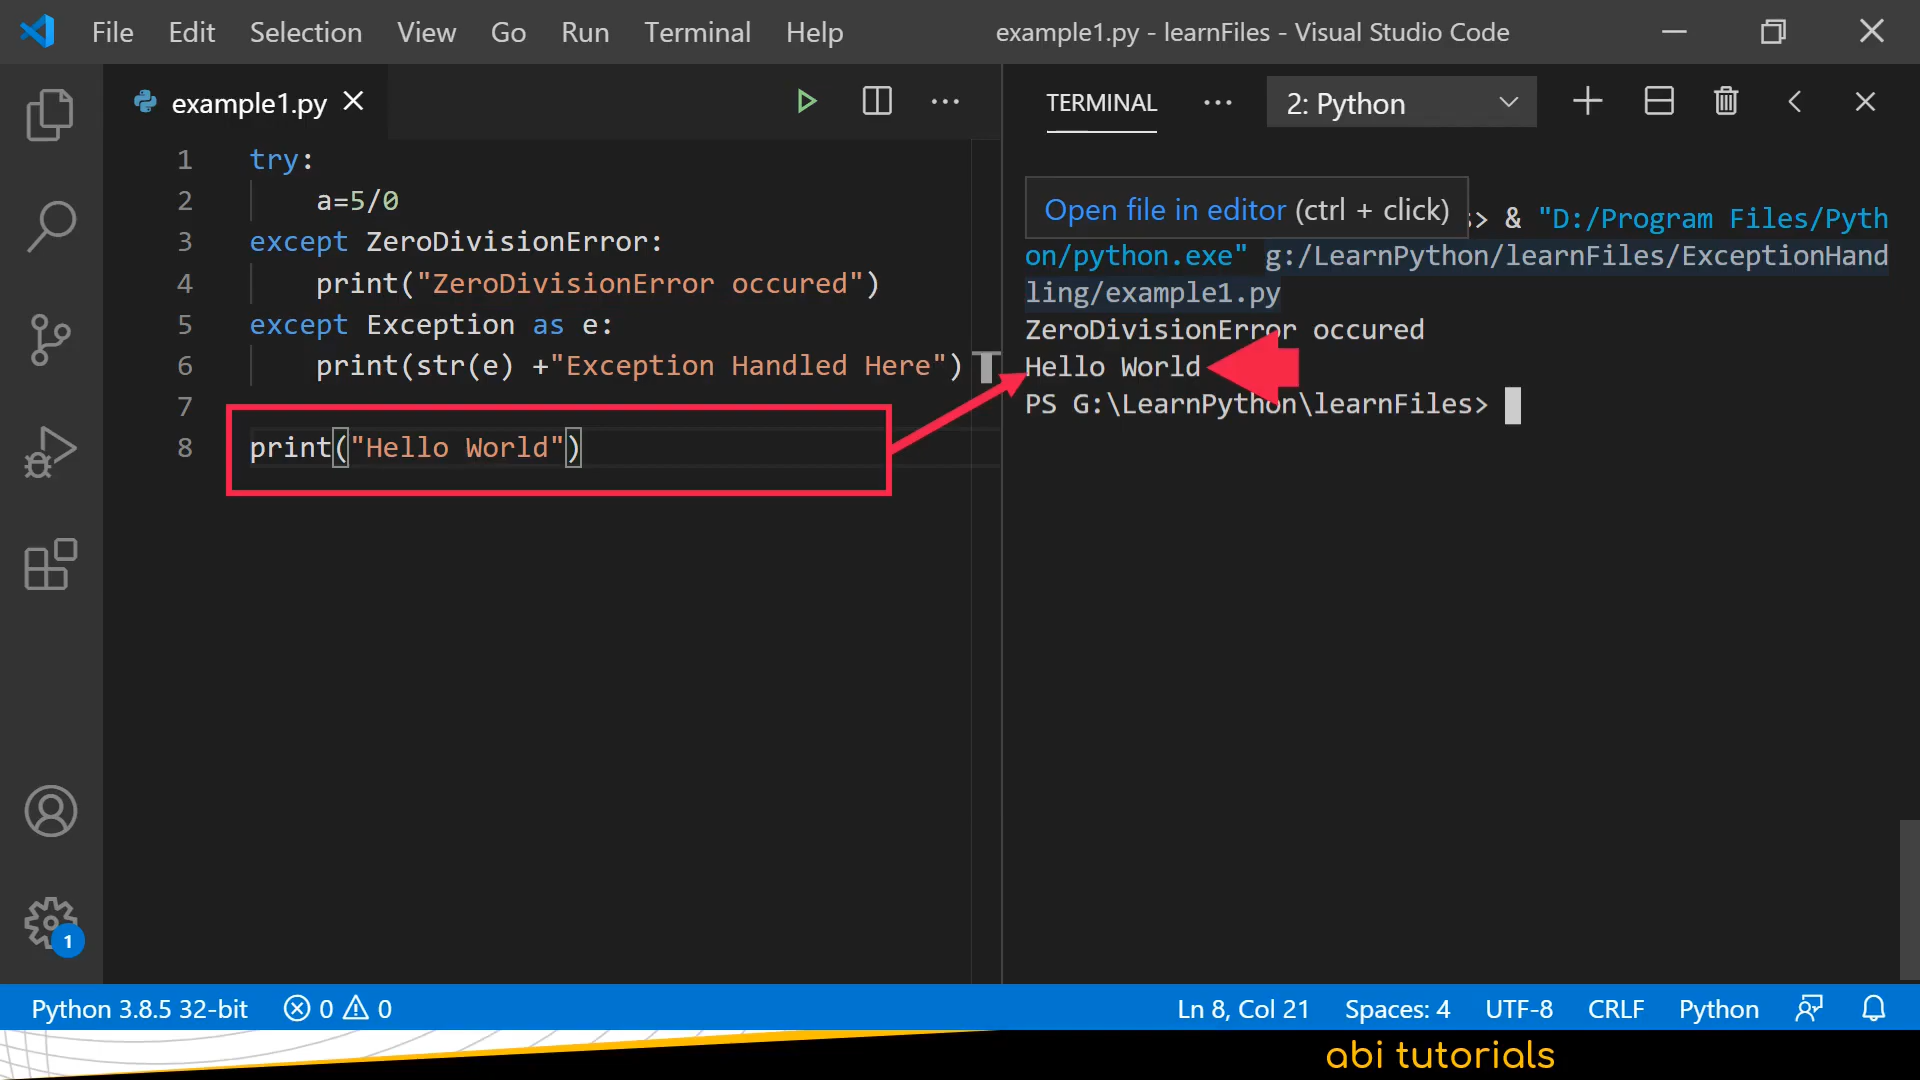 File Edit Selection View Go Run Terminal Help example1.py - learnFiles - Visual Studio Code
example1.py
1 try:
2 a=5/0
3 except ZeroDivisionError:
4 print("ZeroDivisionError occured")
5 except Exception as e:
6 print(str(e) +"Exception Handled Here")
7
8 print("Hello World")
TERMINAL 2: Python
Open file in editor (ctrl + click)
> & "D:/Program Files/Pyth
on/python.exe" g:/LearnPython/learnFiles/ExceptionHand
ling/example1.py
ZeroDivisionError occured
Hello World
PS G:\LearnPython\learnFiles>
1
Python 3.8.5 32-bit 0 0 Ln 8, Col 21 Spaces: 4 UTF-8 CRLF Python
abi tutorials